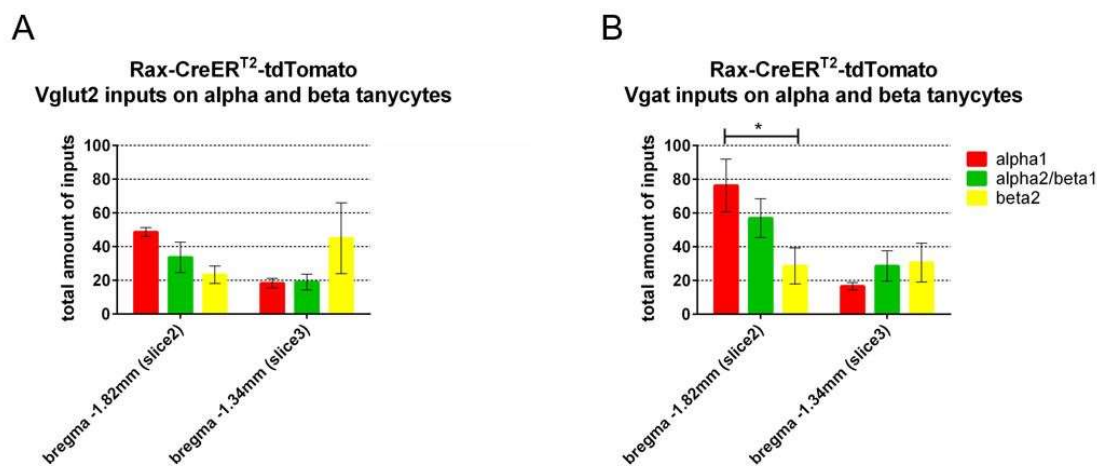 A
Rax-CreER^T2-tdTomato
Vglut2 inputs on alpha and beta tanycytes
total amount of inputs
100
80
60
40
20
0
bregma -1.82mm (slice2)
bregma -1.34mm (slice3)
B
Rax-CreER^T2-tdTomato
Vgat inputs on alpha and beta tanycytes
total amount of inputs
100
80
60
40
20
0
*
bregma -1.82mm (slice2)
bregma -1.34mm (slice3)
alpha1
alpha2/beta1
beta2